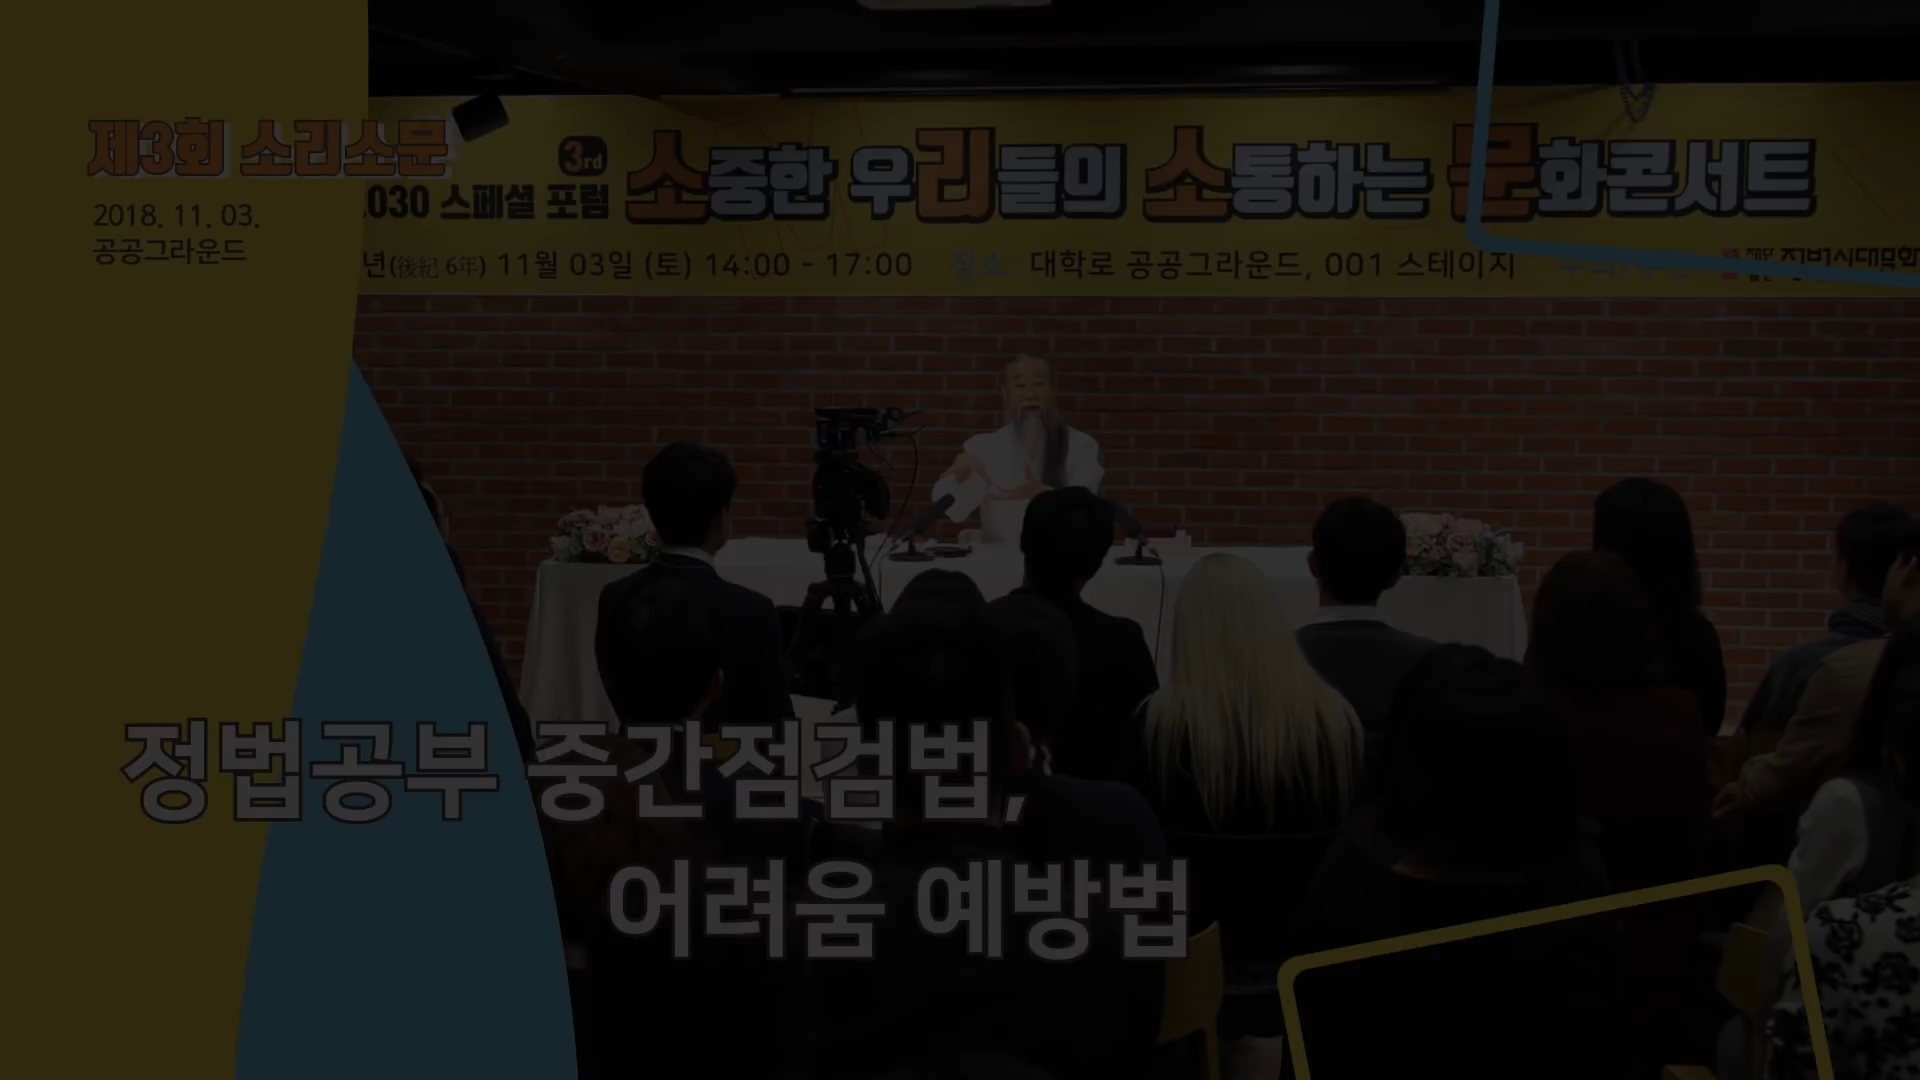 제3회 소리소문
2018. 11. 03.
공공그라운드
3rd
2030 스페셜 포럼 소중한 우리들의 소통하는 문화콘서트
년(後紀 6年) 11월 03일 (토) 14:00 - 17:00 장소 대학로 공공그라운드, 001 스테이지
정법공부 중간점검법,
어려움 예방법